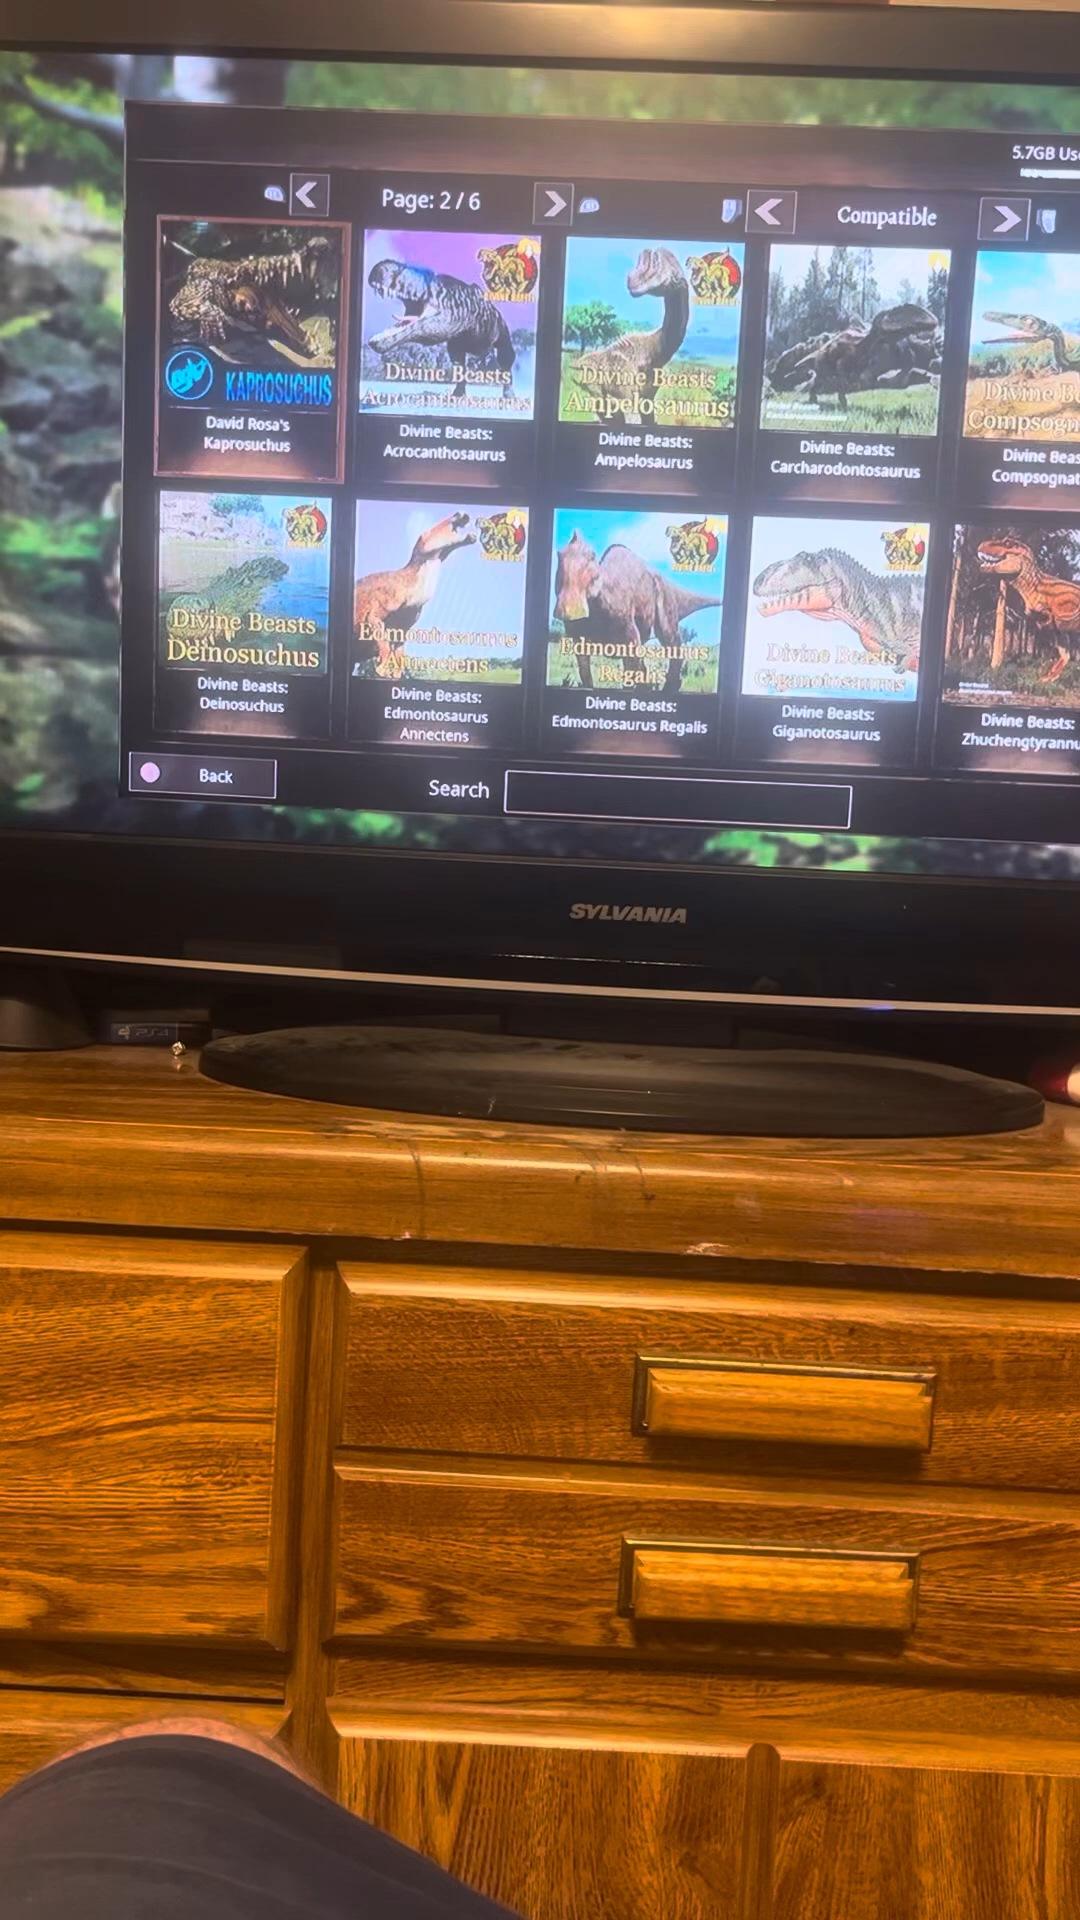 5.7GB Use
Page: 2 / 6
Compatible
KAPROSUCHUS
David Rosa's
Kaprosuchus
Divine Beasts
Acrocanthosaurus
Divine Beasts:
Acrocanthosaurus
Divine Beasts
Ampelosaurus
Divine Beasts:
Ampelosaurus
Divine Beasts:
Carcharodontosaurus
Divine Be
Compsogn
Divine Beas
Compsognat
Divine Beasts
Deinosuchus
Divine Beasts:
Deinosuchus
Edmontosaurus
Annectens
Divine Beasts:
Edmontosaurus
Annectens
Edmontosaurus
Regalis
Divine Beasts:
Edmontosaurus Regalis
Divine Beasts
Giganotosaurus
Divine Beasts:
Giganotosaurus
Divine Beasts:
Zhuchengtyrannu
Back
Search
SYLVANIA
PS4